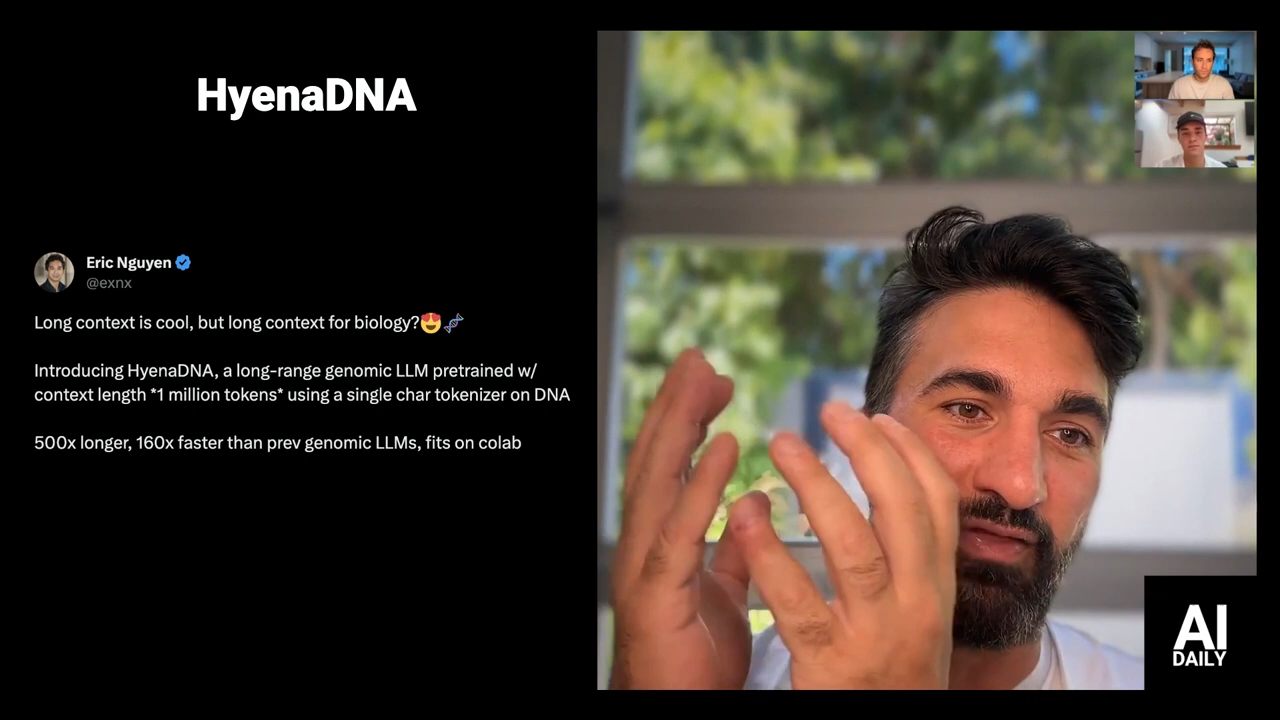 HyenaDNA
Eric Nguyen
@exnx
Long context is cool, but long context for biology?😍🧬
Introducing HyenaDNA, a long-range genomic LLM pretrained w/
context length *1 million tokens* using a single char tokenizer on DNA
500x longer, 160x faster than prev genomic LLMs, fits on colab
AI
DAILY